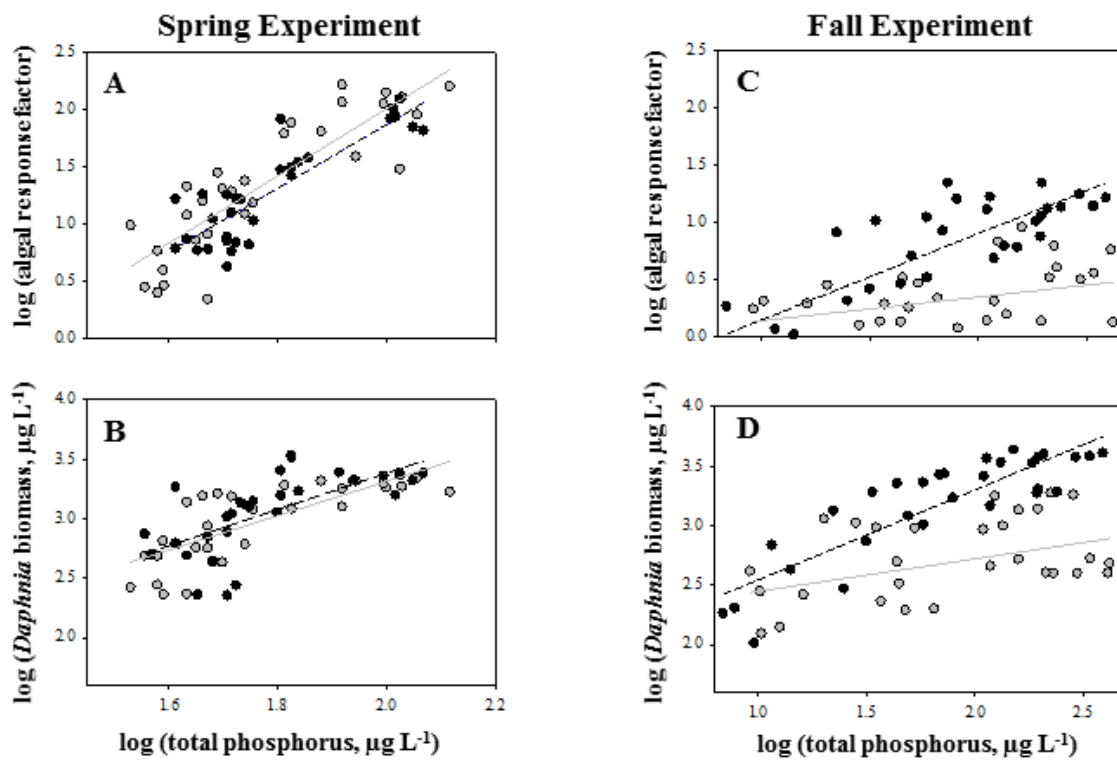 Spring Experiment
Fall Experiment
log (algal responsefactor)
2.5
2.0
1.5
1.0
0.5
0.0
A
log (algal responsefactor)
2.5
2.0
1.5
1.0
0.5
0.0
C
log (Daphnia biomass, µg L-1)
4.0
3.5
3.0
2.5
2.0
B
1.6
1.8
2.0
2.2
log (total phosphorus, µg L-1)
log (Daphnia biomass, µg L-1)
4.0
3.5
3.0
2.5
2.0
D
1.0
1.5
2.0
2.5
log (total phosphorus, µg L-1)